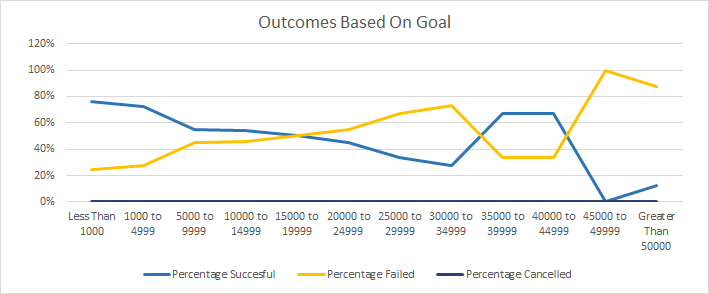 Outcomes Based On Goal
120%
100%
80%
60%
40%
20%
0%
Less Than 1000 to 5000 to 10000 to 15000 to 20000 to 25000 to 30000 to 35000 to 40000 to 45000 to Greater
1000 4999 9999 14999 19999 24999 29999 34999 39999 44999 49999 Than
50000
Percentage Succesful Percentage Failed Percentage Cancelled